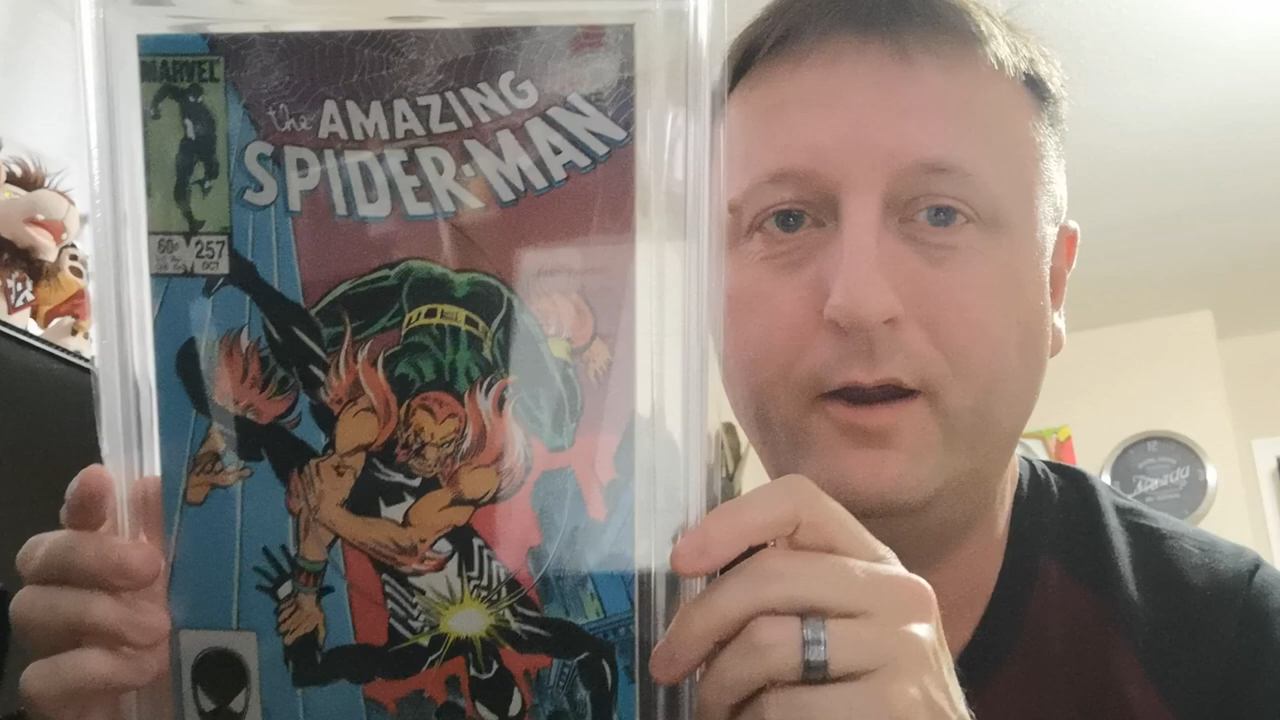 MARVEL
the AMAZING
SPIDER-MAN
60¢
257
OCT